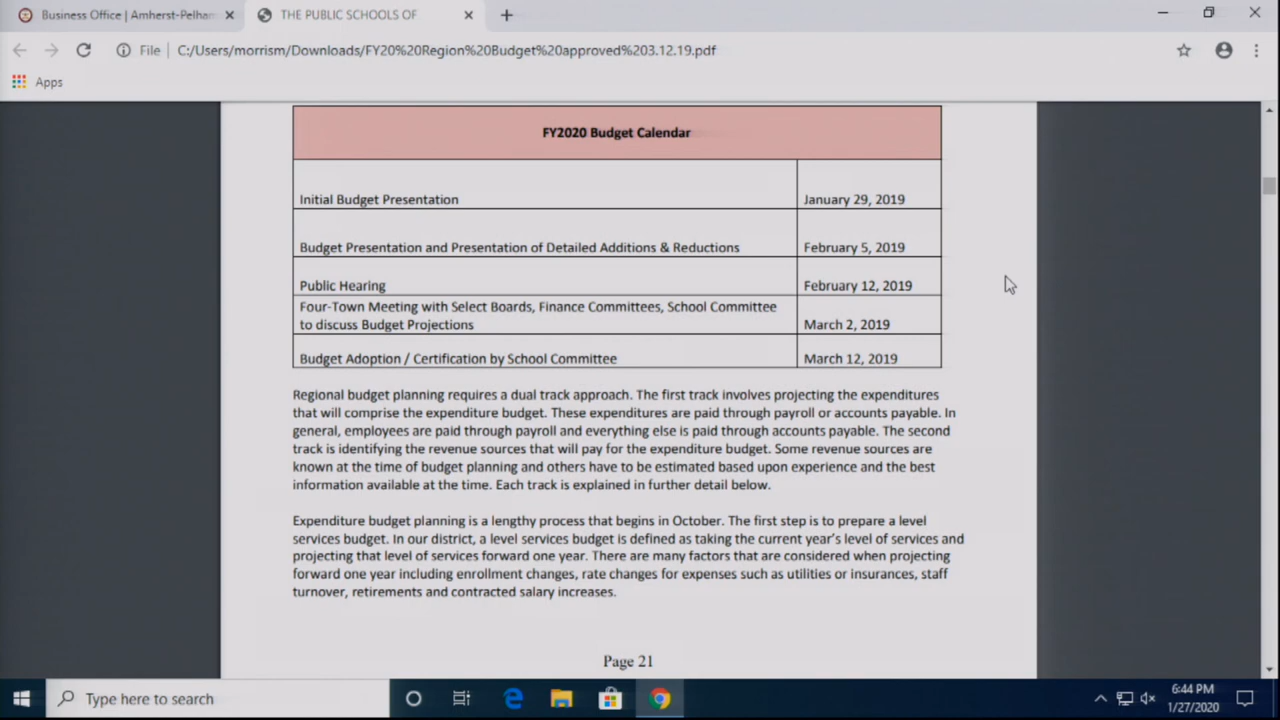 Business Office | Amherst-Pelham
THE PUBLIC SCHOOLS OF
File | C:/Users/morrism/Downloads/FY20%20Region%20Budget%20approved%203.12.19.pdf
Apps
FY2020 Budget Calendar
Initial Budget Presentation January 29, 2019
Budget Presentation and Presentation of Detailed Additions & Reductions February 5, 2019
Public Hearing February 12, 2019
Four-Town Meeting with Select Boards, Finance Committees, School Committee
to discuss Budget Projections March 2, 2019
Budget Adoption / Certification by School Committee March 12, 2019
Regional budget planning requires a dual track approach. The first track involves projecting the expenditures
that will comprise the expenditure budget. These expenditures are paid through payroll or accounts payable. In
general, employees are paid through payroll and everything else is paid through accounts payable. The second
track is identifying the revenue sources that will pay for the expenditure budget. Some revenue sources are
known at the time of budget planning and others have to be estimated based upon experience and the best
information available at the time. Each track is explained in further detail below.
Expenditure budget planning is a lengthy process that begins in October. The first step is to prepare a level
services budget. In our district, a level services budget is defined as taking the current year's level of services and
projecting that level of services forward one year. There are many factors that are considered when projecting
forward one year including enrollment changes, rate changes for expenses such as utilities or insurances, staff
turnover, retirements and contracted salary increases.
Page 21
Type here to search
6:44 PM
1/27/2020